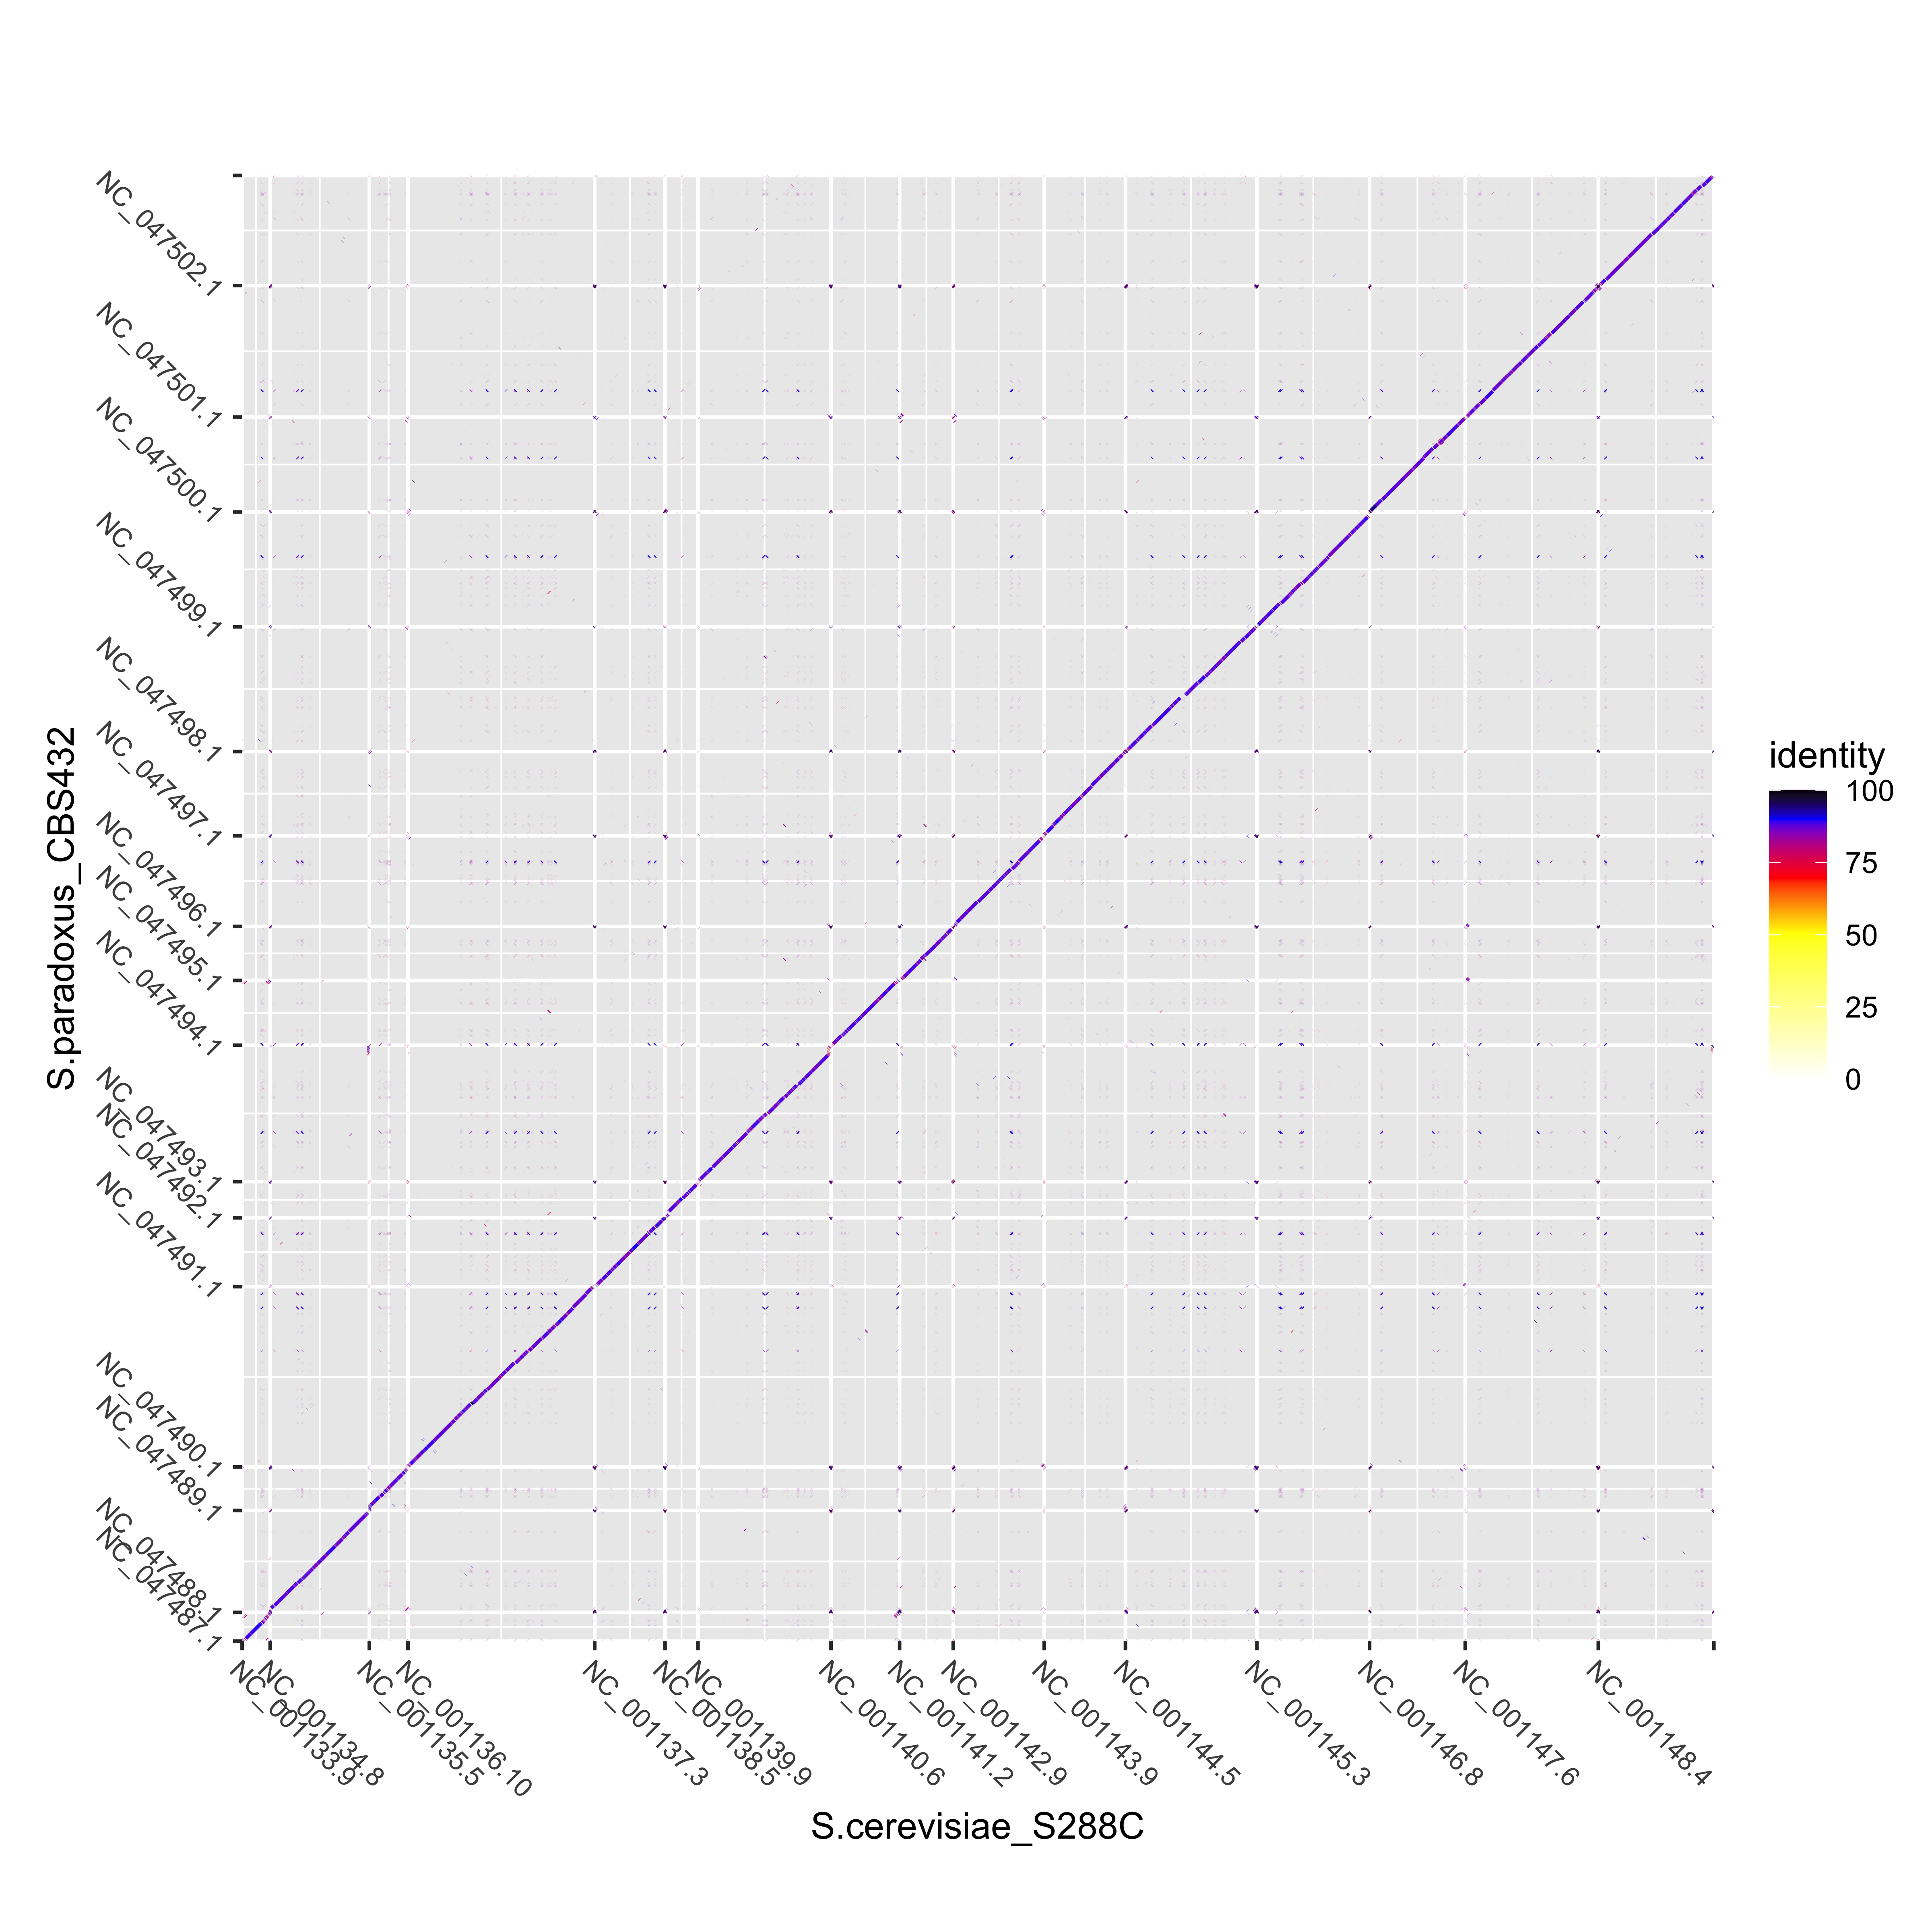 NC_047502.1
NC_047501.1
NC_047500.1
NC_047499.1
NC_047498.1
NC_047497.1
NC_047496.1
NC_047495.1
NC_047494.1
NC_047493.1
NC_047492.1
NC_047491.1
NC_047490.1
NC_047489.1
NC_047488.1
NC_047487.1
S.paradoxus_CBS432
identity
100
75
50
25
0
NC_001133.9
NC_001134.8
NC_001135.5
NC_001136.10
NC_001137.3
NC_001138.5
NC_001139.9
NC_001140.6
NC_001141.2
NC_001142.9
NC_001143.9
NC_001144.5
NC_001145.3
NC_001146.8
NC_001147.6
NC_001148.4
S.cerevisiae_S288C